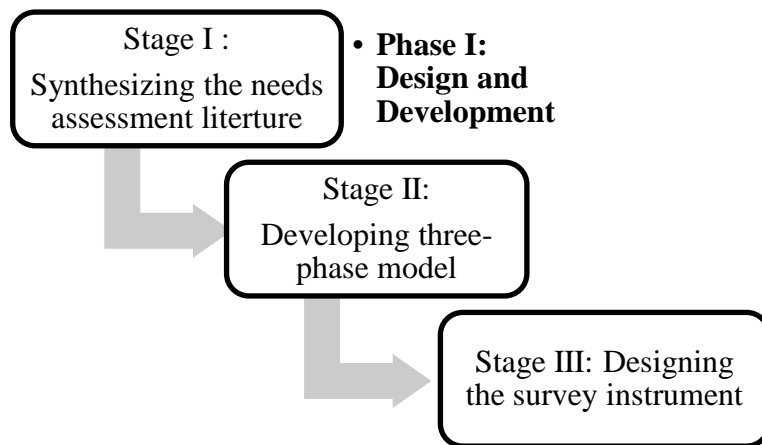 Stage I :
Synthesizing the needs
assessment literture
• Phase I:
Design and
Development
Stage II:
Developing three-
phase model
Stage III: Designing
the survey instrument